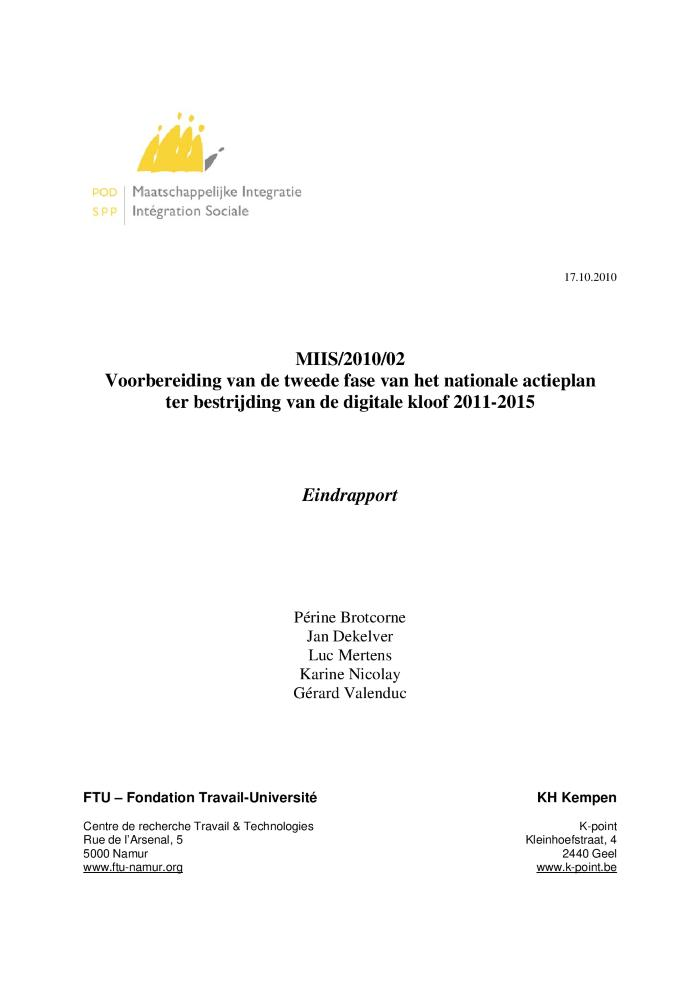 POD Maatschappelijke Integratie
SPP Intégration Sociale
17.10.2010
MIIS/2010/02
Voorbereiding van de tweede fase van het nationale actieplan
ter bestrijding van de digitale kloof 2011-2015
Eindrapport
Périne Brotcorne
Jan Dekelver
Luc Mertens
Karine Nicolay
Gérard Valenduc
FTU – Fondation Travail-Université
Centre de recherche Travail & Technologies
Rue de l'Arsenal, 5
5000 Namur
www.ftu-namur.org
KH Kempen
K-point
Kleinhoefstraat, 4
2440 Geel
www.k-point.be